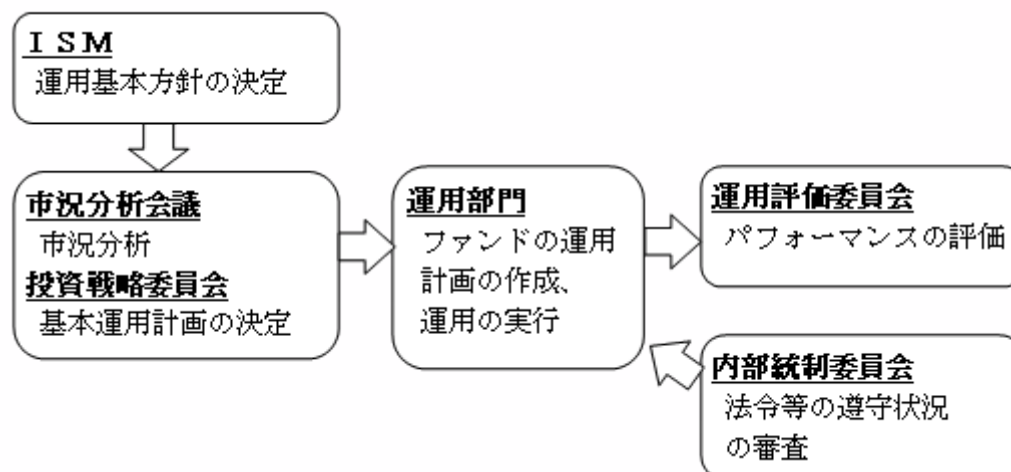 ＩＳＭ
運用基本方針の決定
市況分析会議
市況分析
投資戦略委員会
基本運用計画の決定
運用部門
ファンドの運用
計画の作成、
運用の実行
運用評価委員会
パフォーマンスの評価
内部統制委員会
法令等の遵守状況
の審査